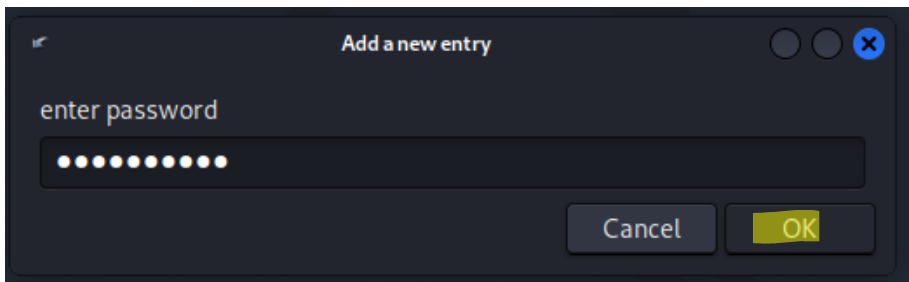 Add a new entry
enter password
••••••••••
Cancel
OK